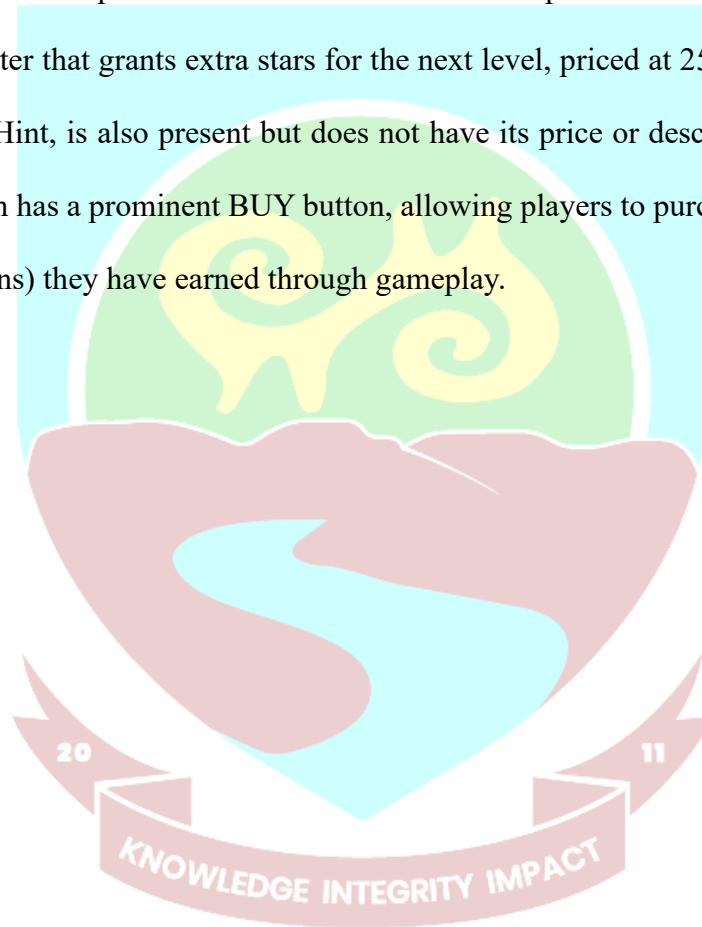 ter that grants extra stars for the next level, priced at 25
Hint, is also present but does not have its price or desc
n has a prominent BUY button, allowing players to purc
ns) they have earned through gameplay.
20
11
KNOWLEDGE INTEGRITY IMPACT